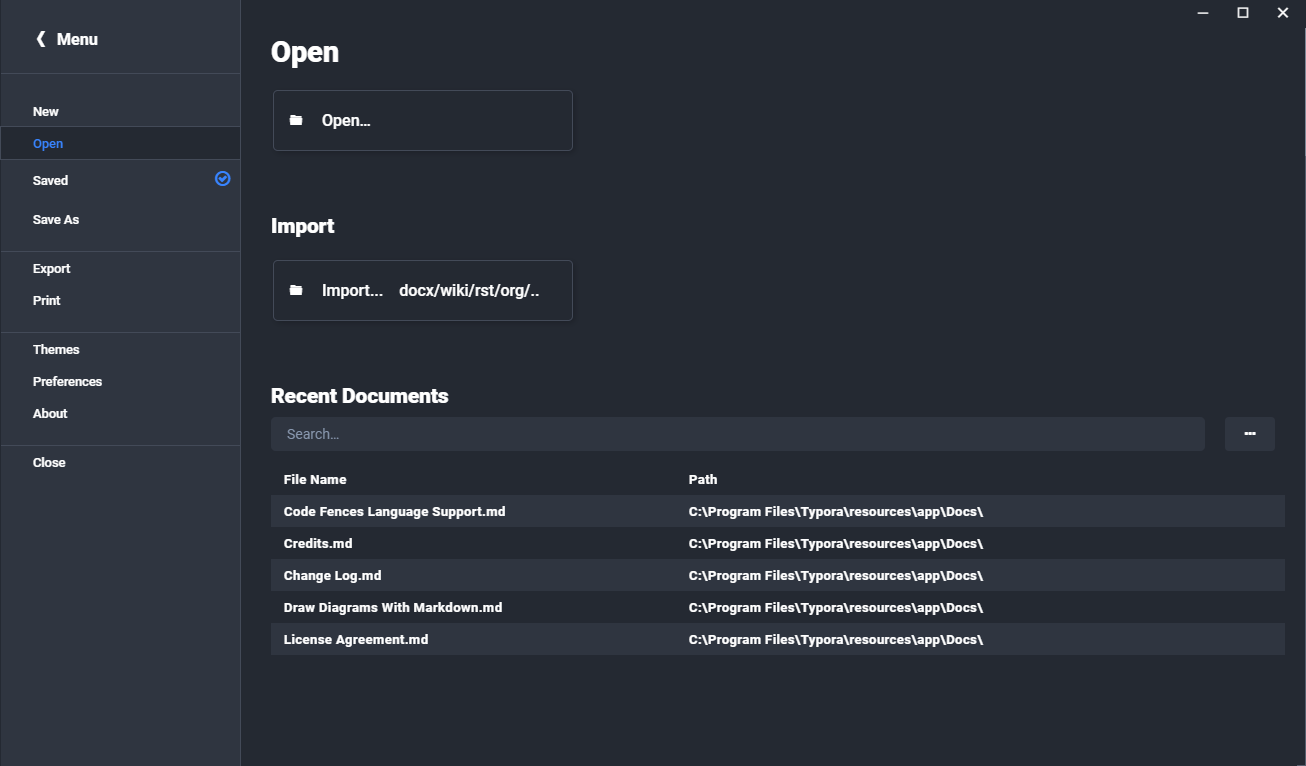 Menu
New
Open
Saved
Save As
Export
Print
Themes
Preferences
About
Close
Open
Open...
Import
Import... docx/wiki/rst/org/..
Recent Documents
Search...
File Name Path
Code Fences Language Support.md C:\Program Files\Typora\resources\app\Docs\
Credits.md C:\Program Files\Typora\resources\app\Docs\
Change Log.md C:\Program Files\Typora\resources\app\Docs\
Draw Diagrams With Markdown.md C:\Program Files\Typora\resources\app\Docs\
License Agreement.md C:\Program Files\Typora\resources\app\Docs\